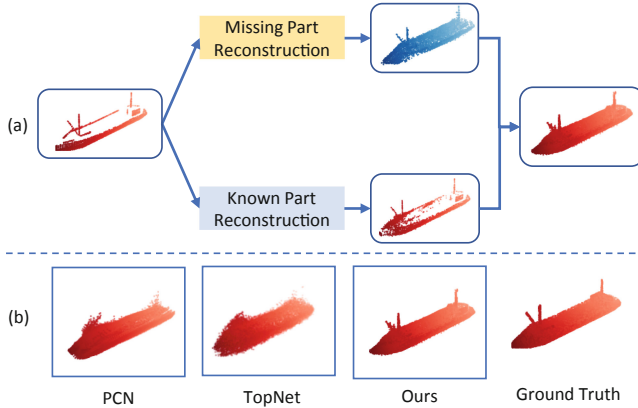 Missing Part
Reconstruction
(a)
Known Part
Reconstruction
(b)
PCN
TopNet
Ours
Ground Truth